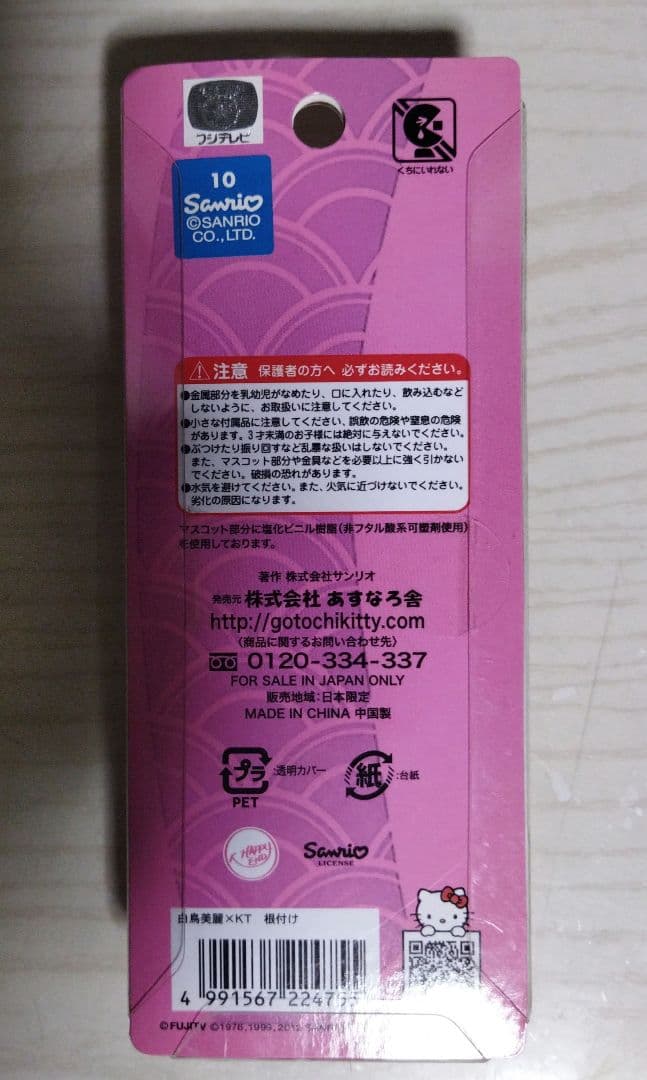 フジテレビ
くちにいれない
10
Sanrio
©SANRIO
CO.,LTD.
注意 保護者の方へ 必ずお読みください。
●金属部分を乳幼児がなめたり、口に入れたり、飲み込むなど
しないように、お取扱いに注意してください。
●小さな付属品に注意してください、誤飲の危険や窒息の危険
があります。3才未満のお子様には絶対に与えないでください。
●ぶつけたり振り回すなど乱暴な扱いはしないでください。
また、マスコット部分や金具などを必要以上に強く引かない
でください。破損の恐れがあります。
●水気を避けてください。また、火気に近づけないでください。
劣化の原因になります。
マスコット部分に塩化ビニル樹脂(非フタル酸系可塑剤使用)
を使用しております。
著作 株式会社サンリオ
発売元 株式会社 あすなろ舎
http://gotochikitty.com
〈商品に関するお問い合わせ先〉
0120-334-337
FOR SALE IN JAPAN ONLY
販売地域:日本限定
MADE IN CHINA 中国製
プラ :透明カバー
PET
紙 :台紙
HAPPY
END
Sanrio
LICENSE
白鳥美麗×KT 根付け
4 991567 22475
©FUJITV ©1976,1999,2012 SANRIO